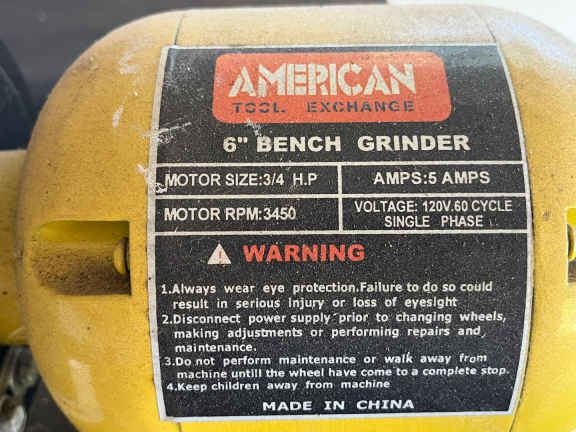 AMERICAN
TOOL EXCHANGE
6" BENCH GRINDER
MOTOR SIZE:3/4 H.P
AMPS:5 AMPS
MOTOR RPM:3450
VOLTAGE: 120V.60 CYCLE
SINGLE PHASE
WARNING
1.Always wear eye protection.Failure to do so could
result in serious injury or loss of eyesight
2.Disconnect power supply prior to changing wheels,
making adjustments or performing repairs and
maintenance.
3.Do not perform maintenance or walk away from
machine untill the wheel have come to a complete stop.
4.Keep children away from machine
MADE IN CHINA